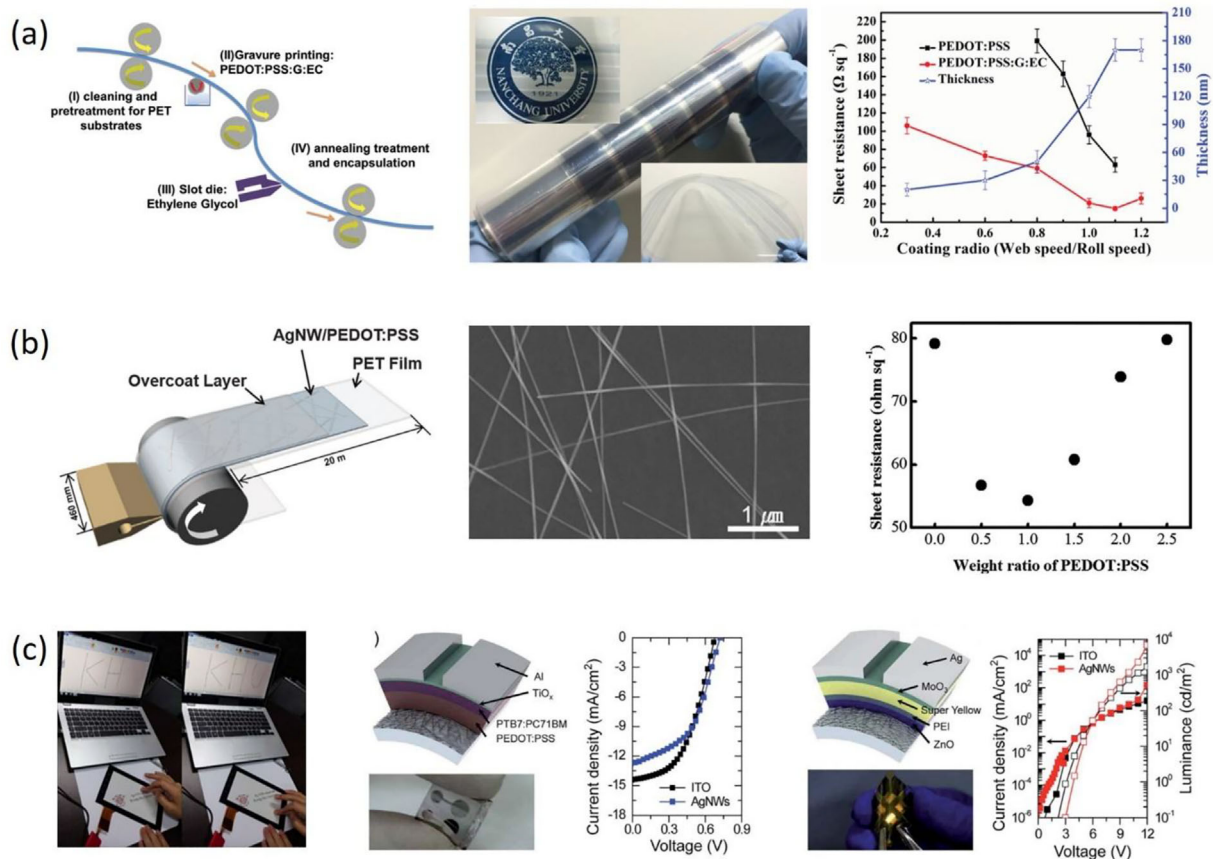 (a)
(I) cleaning and
pretreatment for PET
substrates
(II)Gravure printing:
PEDOT:PSS:G:EC
(III) Slot die:
Ethylene Glycol
(IV) annealing treatment
and encapsulation
南昌大学
1921
NANCHANG UNIVERSITY
Sheet resistance (Ω sq⁻¹)
220
200
180
160
140
120
100
80
60
40
20
0
PEDOT:PSS
PEDOT:PSS:G:EC
Thickness
210
180
150
120
90
60
30
0
Thickness (nm)
0.2 0.4 0.6 0.8 1.0 1.2
Coating radio (Web speed/Roll speed)
(b)
AgNW/PEDOT:PSS
PET Film
Overcoat Layer
20 m
460 mm
1 ㎛
Sheet resistance (ohm sq⁻¹)
80
70
60
50
0.0 0.5 1.0 1.5 2.0 2.5
Weight ratio of PEDOT:PSS
(c)
)
Al
TiOₓ
PTB7:PC71BM
PEDOT:PSS
Current density (mA/cm²)
0
-3
-6
-9
-12
-15
-18
ITO
AgNWs
0.0 0.3 0.6 0.9
Voltage (V)
Ag
MoO₃
Super Yellow
PEI
ZnO
Current density (mA/cm²)
10⁴
10²
10⁰
10⁻²
10⁻⁴
10⁻⁶
ITO
AgNWs
10⁴
10³
10²
10¹
10⁰
10⁻¹
Luminance (cd/m²)
0 3 6 9 12
Voltage (V)